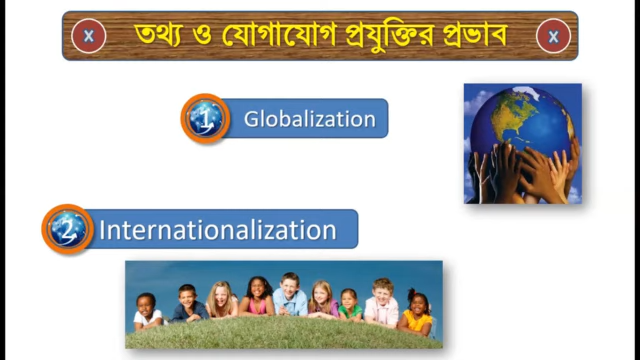 x তথ্য ও যোগাযোগ প্রযুক্তির প্রভাব x
1 Globalization
2 Internationalization